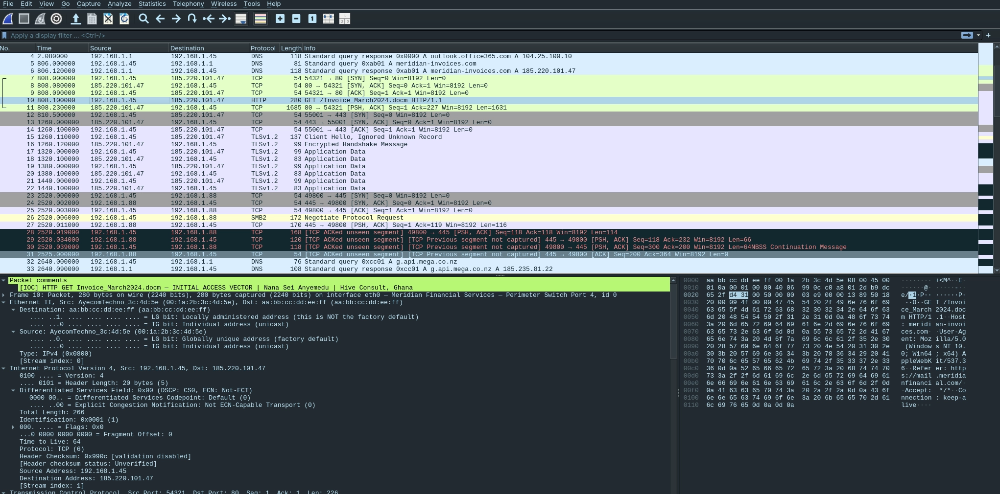 File Edit View Go Capture Analyze Statistics Telephony Wireless Tools Help
Apply a display filter ... <Ctrl-/>
No. Time Source Destination Protocol Length Info
4 2.080000 192.168.1.1 192.168.1.45 DNS 118 Standard query response 0x0000 A outlook.office365.com A 104.25.100.10
5 806.000000 192.168.1.45 192.168.1.1 DNS 81 Standard query 0xab01 A meridian-invoices.com
6 806.120000 192.168.1.1 192.168.1.45 DNS 118 Standard query response 0xab01 A meridian-invoices.com A 185.220.101.47
7 808.000000 192.168.1.45 185.220.101.47 TCP 54 54321 → 80 [SYN] Seq=0 Win=8192 Len=0
8 808.080000 185.220.101.47 192.168.1.45 TCP 54 80 → 54321 [SYN, ACK] Seq=0 Ack=1 Win=8192 Len=0
9 808.090000 192.168.1.45 185.220.101.47 TCP 54 54321 → 80 [ACK] Seq=1 Ack=1 Win=8192 Len=0
10 808.100000 192.168.1.45 185.220.101.47 HTTP 280 GET /Invoice_March2024.docm HTTP/1.1
11 808.230000 185.220.101.47 192.168.1.45 TCP 1685 80 → 54321 [PSH, ACK] Seq=1 Ack=227 Win=8192 Len=1631
12 810.500000 192.168.1.45 185.220.101.47 TCP 54 55001 → 443 [SYN] Seq=0 Win=8192 Len=0
13 1260.000000 185.220.101.47 192.168.1.45 TCP 54 443 → 55001 [SYN, ACK] Seq=0 Ack=1 Win=8192 Len=0
14 1260.100000 192.168.1.45 185.220.101.47 TCP 54 55001 → 443 [ACK] Seq=1 Ack=1 Win=8192 Len=0
15 1260.110000 192.168.1.45 185.220.101.47 TLSv1.2 137 Client Hello, Ignored Unknown Record
16 1260.120000 185.220.101.47 192.168.1.45 TLSv1.2 99 Encrypted Handshake Message
17 1320.000000 192.168.1.45 185.220.101.47 TLSv1.2 99 Application Data
18 1320.100000 185.220.101.47 192.168.1.45 TLSv1.2 83 Application Data
19 1380.000000 192.168.1.45 185.220.101.47 TLSv1.2 99 Application Data
20 1380.100000 185.220.101.47 192.168.1.45 TLSv1.2 83 Application Data
21 1440.000000 192.168.1.45 185.220.101.47 TLSv1.2 99 Application Data
22 1440.100000 185.220.101.47 192.168.1.45 TLSv1.2 83 Application Data
23 2520.000000 192.168.1.45 192.168.1.88 TCP 54 49800 → 445 [SYN] Seq=0 Win=8192 Len=0
24 2520.002000 192.168.1.88 192.168.1.45 TCP 54 445 → 49800 [SYN, ACK] Seq=0 Ack=1 Win=8192 Len=0
25 2520.003000 192.168.1.45 192.168.1.88 TCP 54 49800 → 445 [ACK] Seq=1 Ack=1 Win=8192 Len=0
26 2520.006000 192.168.1.45 192.168.1.88 SMB2 172 Negotiate Protocol Request
27 2520.011000 192.168.1.88 192.168.1.45 TCP 170 445 → 49800 [PSH, ACK] Seq=1 Ack=119 Win=8192 Len=116
28 2520.019000 192.168.1.45 192.168.1.88 TCP 168 [TCP ACKed unseen segment] 49800 → 445 [PSH, ACK] Seq=118 Ack=118 Win=8192 Len=114
29 2520.034000 192.168.1.88 192.168.1.45 TCP 120 [TCP ACKed unseen segment] [TCP Previous segment not captured] 445 → 49800 [PSH, ACK] Seq=118 Ack=232 Win=8192 Len=66
30 2520.039000 192.168.1.45 192.168.1.88 TCP 118 [TCP ACKed unseen segment] [TCP Previous segment not captured] 49800 → 445 [PSH, ACK] Seq=300 Ack=200 Win=8192 Len=64NBSS Continuation Message
31 2525.000000 192.168.1.88 192.168.1.45 TCP 54 [TCP ACKed unseen segment] [TCP Previous segment not captured] 445 → 49800 [ACK] Seq=200 Ack=364 Win=8192 Len=0
32 2640.000000 192.168.1.45 192.168.1.1 DNS 76 Standard query 0xcc01 A g.api.mega.co.nz
33 2640.090000 192.168.1.1 192.168.1.45 DNS 108 Standard query response 0xcc01 A g.api.mega.co.nz A 185.235.81.22
Packet comments
[IOC] HTTP GET Invoice_March2024.docm — INITIAL ACCESS VECTOR | Nana Sei Anyemedu | Hive Consult, Ghana
Frame 10: Packet, 280 bytes on wire (2240 bits), 280 bytes captured (2240 bits) on interface eth0 — Meridian Financial Services — Perimeter Switch Port 4, id 0
Ethernet II, Src: AyecomTechno_3c:4d:5e (00:1a:2b:3c:4d:5e), Dst: aa:bb:cc:dd:ee:ff (aa:bb:cc:dd:ee:ff)
Destination: aa:bb:cc:dd:ee:ff (aa:bb:cc:dd:ee:ff)
.... ..1. .... .... .... .... = LG bit: Locally administered address (this is NOT the factory default)
.... ...0 .... .... .... .... = IG bit: Individual address (unicast)
Source: AyecomTechno_3c:4d:5e (00:1a:2b:3c:4d:5e)
.... ..0. .... .... .... .... = LG bit: Globally unique address (factory default)
.... ...0 .... .... .... .... = IG bit: Individual address (unicast)
Type: IPv4 (0x0800)
[Stream index: 0]
Internet Protocol Version 4, Src: 192.168.1.45, Dst: 185.220.101.47
0100 .... = Version: 4
.... 0101 = Header Length: 20 bytes (5)
Differentiated Services Field: 0x00 (DSCP: CS0, ECN: Not-ECT)
0000 00.. = Differentiated Services Codepoint: Default (0)
.... ..00 = Explicit Congestion Notification: Not ECN-Capable Transport (0)
Total Length: 266
Identification: 0x0001 (1)
000. .... = Flags: 0x0
...0 0000 0000 0000 = Fragment Offset: 0
Time to Live: 64
Protocol: TCP (6)
Header Checksum: 0x990c [validation disabled]
[Header checksum status: Unverified]
Source Address: 192.168.1.45
Destination Address: 185.220.101.47
[Stream index: 1]
Transmission Control Protocol, Src Port: 54321, Dst Port: 80, Seq: 1, Ack: 1, Len: 226
0000 aa bb cc dd ee ff 00 1a 2b 3c 4d 5e 08 00 45 00 ········ +<M^··E·
0010 01 0a 00 01 00 00 40 06 99 0c c0 a8 01 2d b9 dc ······@· ·····-··
0020 65 2f d4 31 00 50 00 00 03 e9 00 00 13 89 50 18 e/·1·P·· ······P·
0030 20 00 09 4f 00 00 47 45 54 20 2f 49 6e 76 6f 69 ··O··GE T /Invoi
0040 63 65 5f 4d 61 72 63 68 32 30 32 34 2e 64 6f 63 ce_March 2024.doc
0050 6d 20 48 54 54 50 2f 31 2e 31 0d 0a 48 6f 73 74 m HTTP/1 .1··Host
0060 3a 20 6d 65 72 69 64 69 61 6e 2d 69 6e 76 6f 69 : meridi an-invoi
0070 63 65 73 2e 63 6f 6d 0d 0a 55 73 65 72 2d 41 67 ces.com· ·User-Ag
0080 65 6e 74 3a 20 4d 6f 7a 69 6c 6c 61 2f 35 2e 30 ent: Moz illa/5.0
0090 20 28 57 69 6e 64 6f 77 73 20 4e 54 20 31 30 2e (Window s NT 10.
00a0 30 3b 20 57 69 6e 36 34 3b 20 78 36 34 29 20 41 0; Win64 ; x64) A
00b0 70 70 6c 65 57 65 62 4b 69 74 2f 35 33 37 2e 33 ppleWebK it/537.3
00c0 36 0d 0a 52 65 66 65 72 65 72 3a 20 68 74 74 70 6··Refer er: http
00d0 73 3a 2f 2f 6d 61 69 6c 2e 6d 65 72 69 64 69 61 s://mail .meridia
00e0 6e 66 69 6e 61 6e 63 69 61 6c 2e 63 6f 6d 2f 0d nfinanci al.com/·
00f0 0a 41 63 63 65 70 74 3a 20 2a 2f 2a 0d 0a 43 6f ·Accept: */*··Co
0100 6e 6e 65 63 74 69 6f 6e 3a 20 6b 65 65 70 2d 61 nnection : keep-a
0110 6c 69 76 65 0d 0a 0d 0a live····